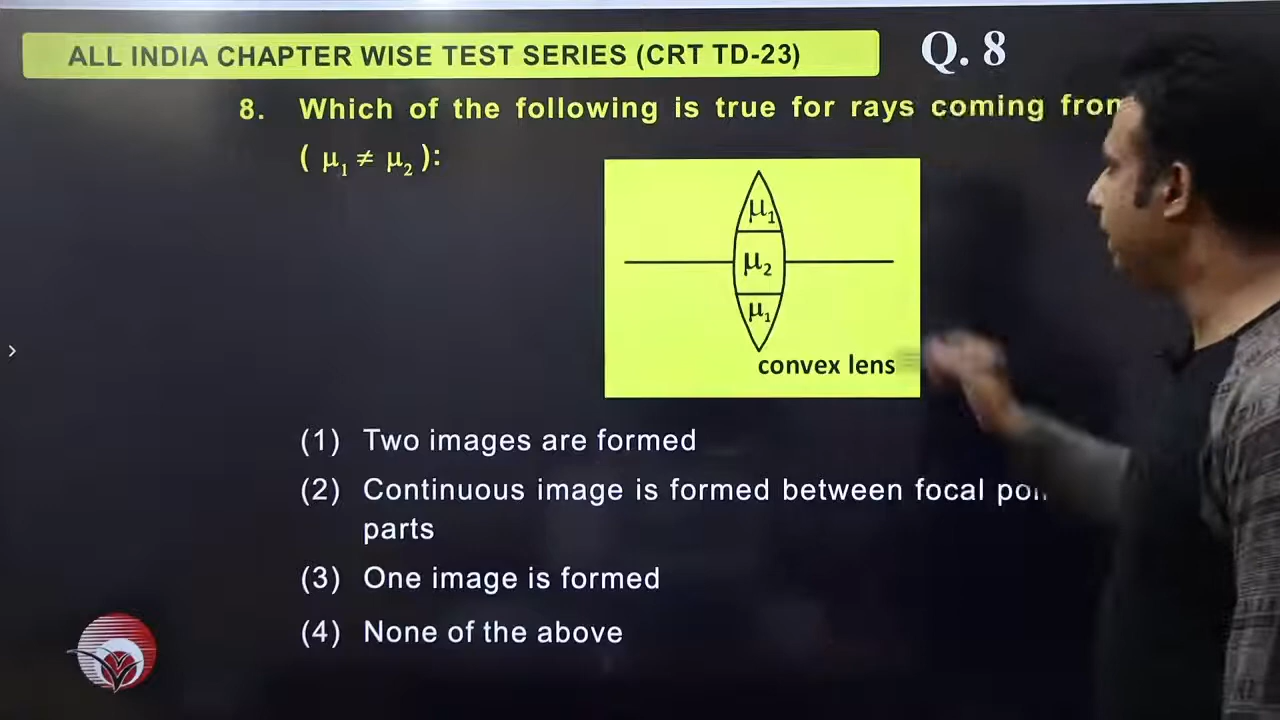 ALL INDIA CHAPTER WISE TEST SERIES (CRT TD-23)
Q. 8
8. Which of the following is true for rays coming
( μ₁ ≠ μ₂ ):
μ₁
μ₂
μ₁
convex lens
(1) Two images are formed
(2) Continuous image is formed between focal
parts
(3) One image is formed
(4) None of the above